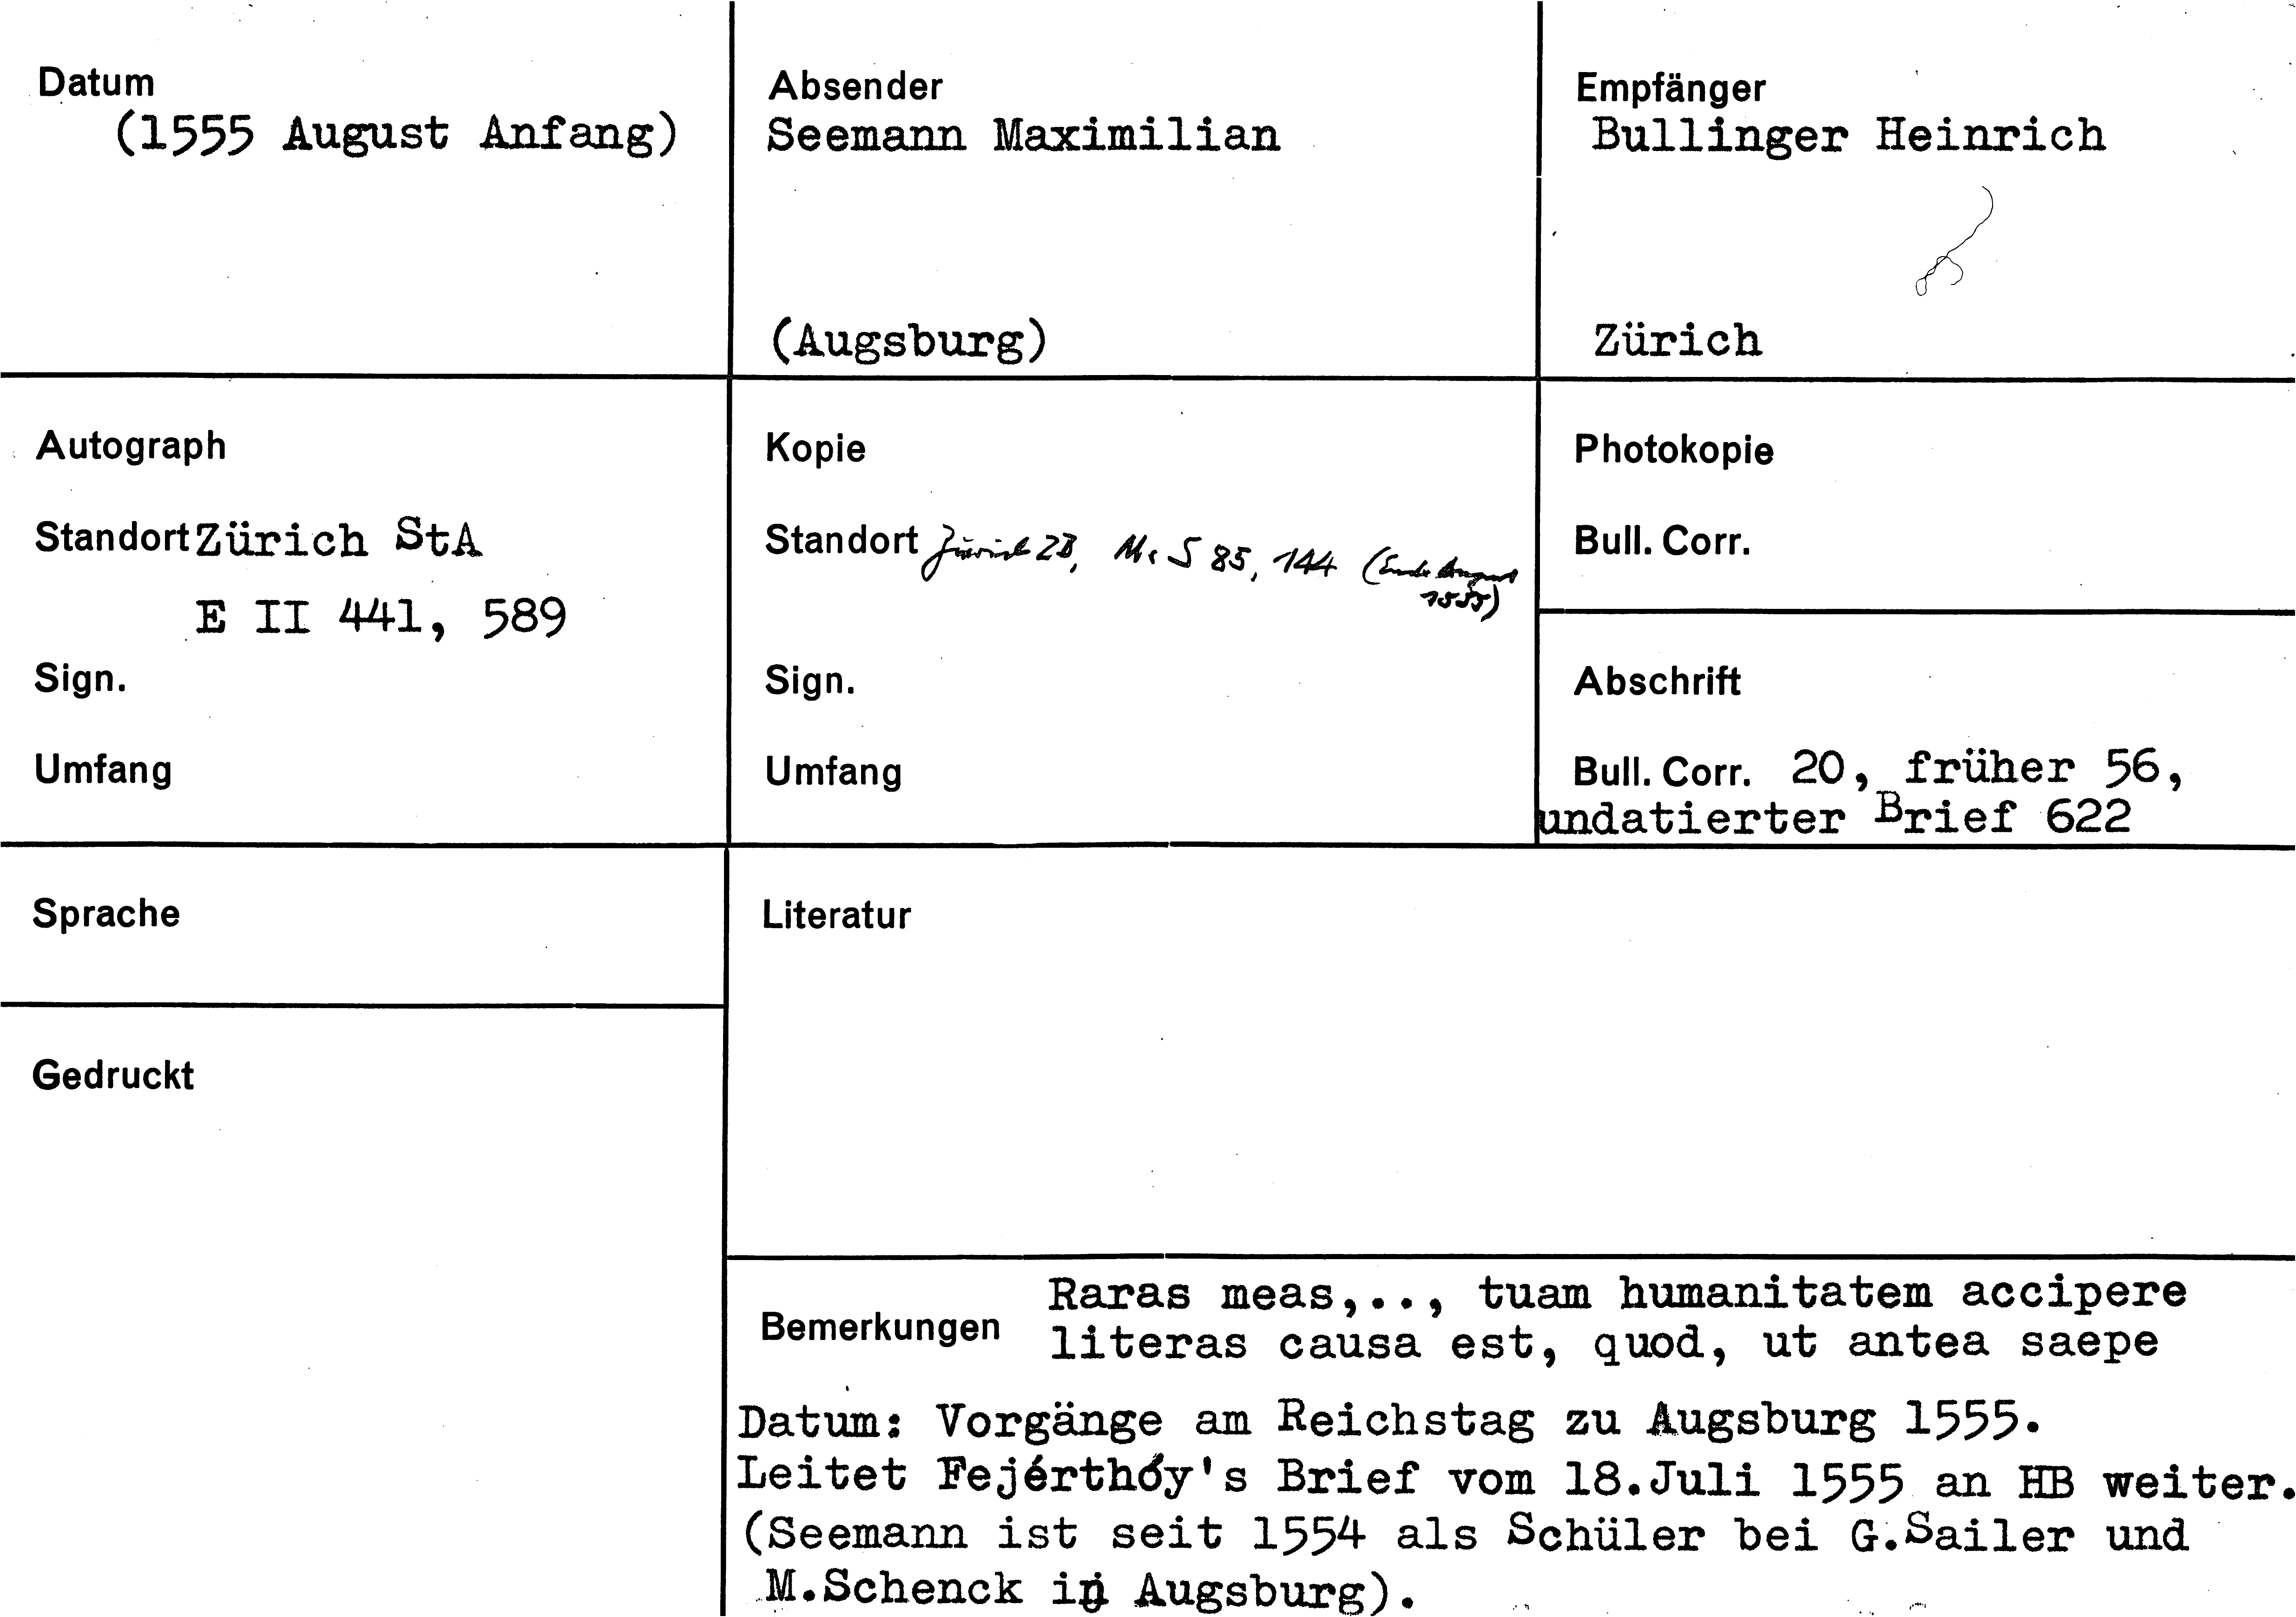 Datum
(1555 August Anfang)
Absender
Seemann Maximilian
(Augsburg)
Empfänger
Bullinger Heinrich
Zürich
Autograph
Standort Zürich StA
E II 441, 589
Sign.
Umfang
Kopie
Standort Zürich ZB, Ms S 85, 144 (Ende August
1555)
Sign.
Umfang
Photokopie
Bull. Corr.
Abschrift
Bull. Corr. 20, früher 56,
undatierter Brief 622
Sprache
Gedruckt
Literatur
Bemerkungen
Raras meas,.., tuam humanitatem accipere
literas causa est, quod, ut antea saepe
Datum: Vorgänge am Reichstag zu Augsburg 1555.
Leitet Fejérthóy's Brief vom 18.Juli 1555 an HB weiter.
(Seemann ist seit 1554 als Schüler bei G.Sailer und
M.Schenck in Augsburg).